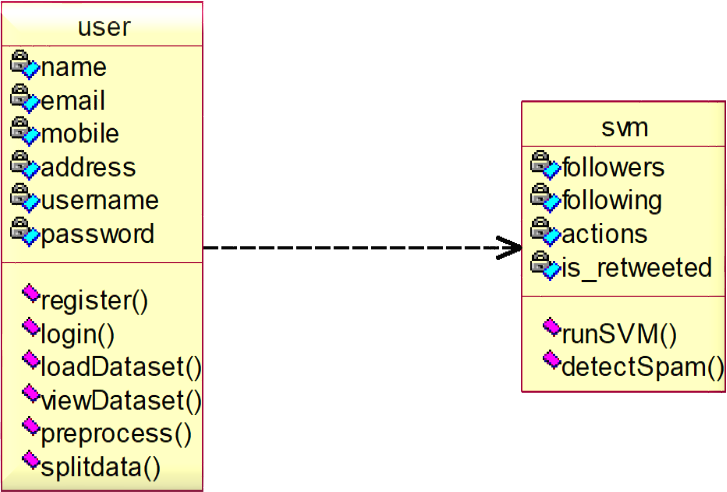 user
name
email
mobile
address
username
password
register()
login()
loadDataset()
viewDataset()
preprocess()
splitdata()
svm
followers
following
actions
is_retweeted
runSVM()
detectSpam()